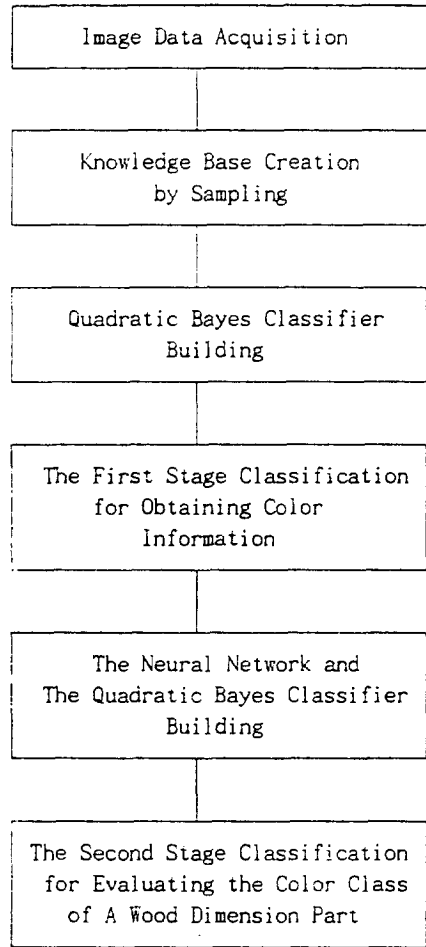 Image Data Acquisition
Knowledge Base Creation
by Sampling
Quadratic Bayes Classifier
Building
The First Stage Classification
for Obtaining Color
Information
The Neural Network and
The Quadratic Bayes Classifier
Building
The Second Stage Classification
for Evaluating the Color Class
of A Wood Dimension Part